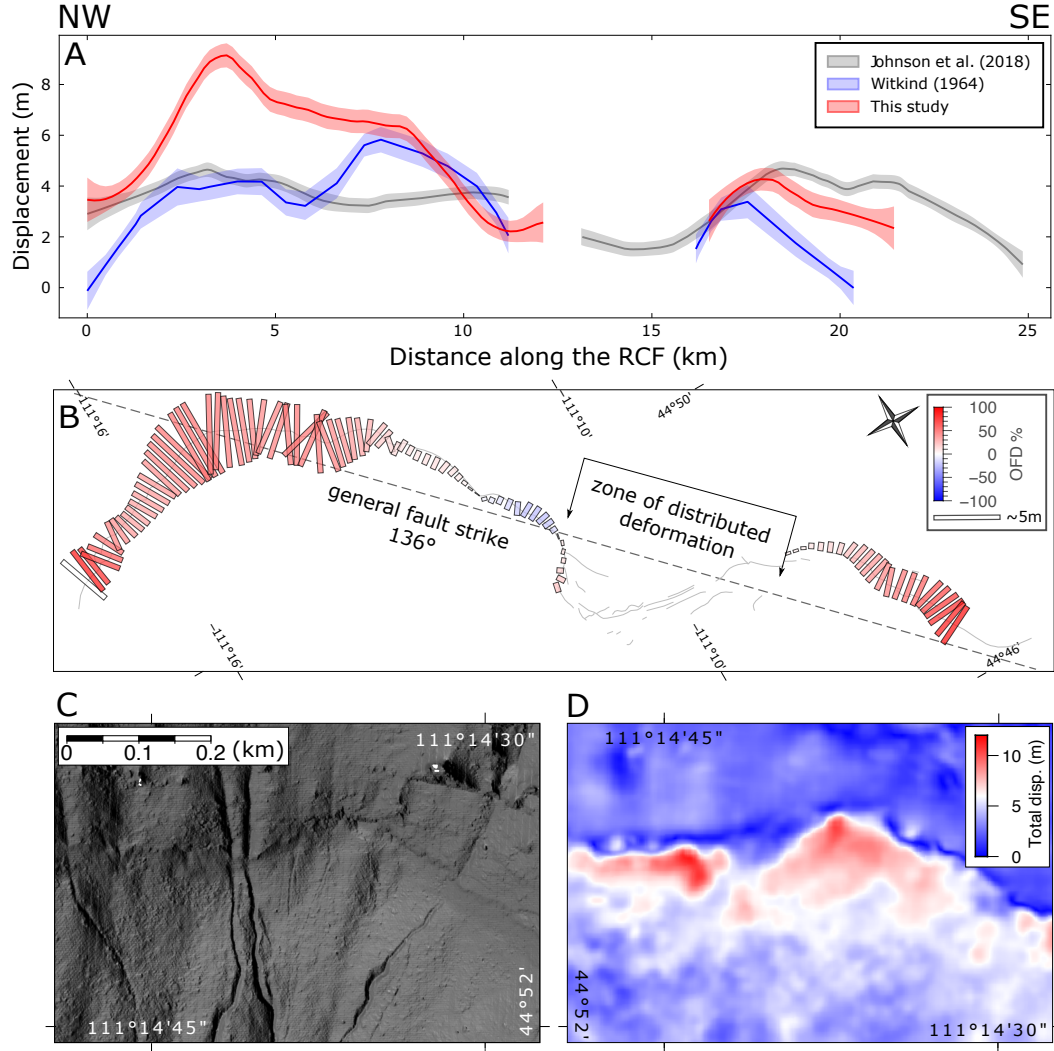 NW
SE
A
Johnson et al. (2018)
Witkind (1964)
This study
Displacement (m)
8
6
4
2
0
0
5
10
15
20
25
Distance along the RCF (km)
B
-111°16'
-111°10'
44°50'
100
50
0
-50
-100
OFD %
~5m
zone of distributed
deformation
general fault strike
136°
-111°16'
-111°10'
44°46'
C
0
0.1
0.2 (km)
111°14'30"
44°52'
111°14'45"
D
111°14'45"
10
5
0
Total disp. (m)
44°52'
111°14'30"